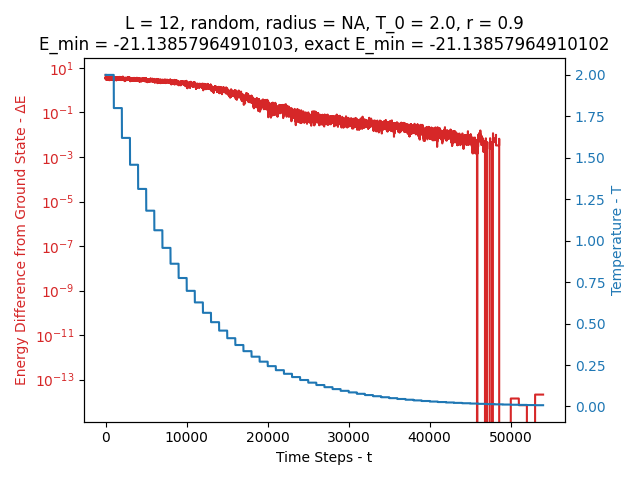 L = 12, random, radius = NA, T_0 = 2.0, r = 0.9
E_min = -21.13857964910103, exact E_min = -21.13857964910102
Energy Difference from Ground State - ΔE
10¹
10⁻¹
10⁻³
10⁻⁵
10⁻⁷
10⁻⁹
10⁻¹¹
10⁻¹³
2.00
1.75
1.50
1.25
1.00
0.75
0.50
0.25
0.00
Temperature - T
0 10000 20000 30000 40000 50000
Time Steps - t